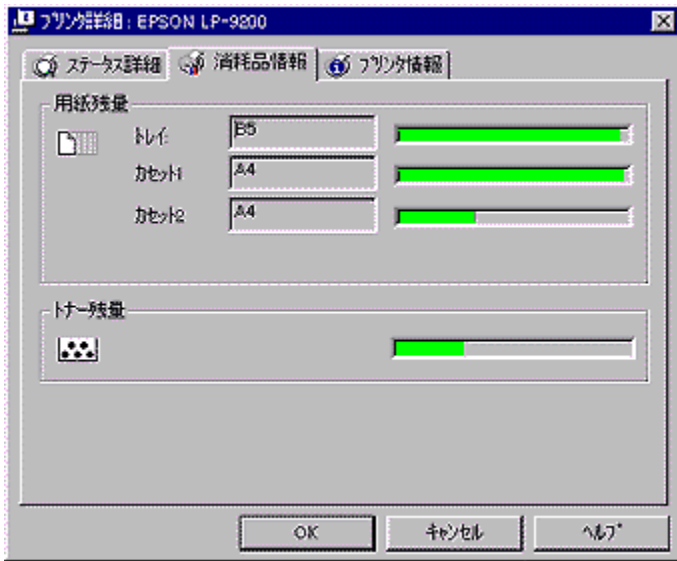 プリンタ詳細 : EPSON LP-9200
ステータス詳細 消耗品情報 プリンタ情報
用紙残量
トレイ: B5
カセット1 A4
カセット2 A4
トナー残量
OK キャンセル ヘルプ